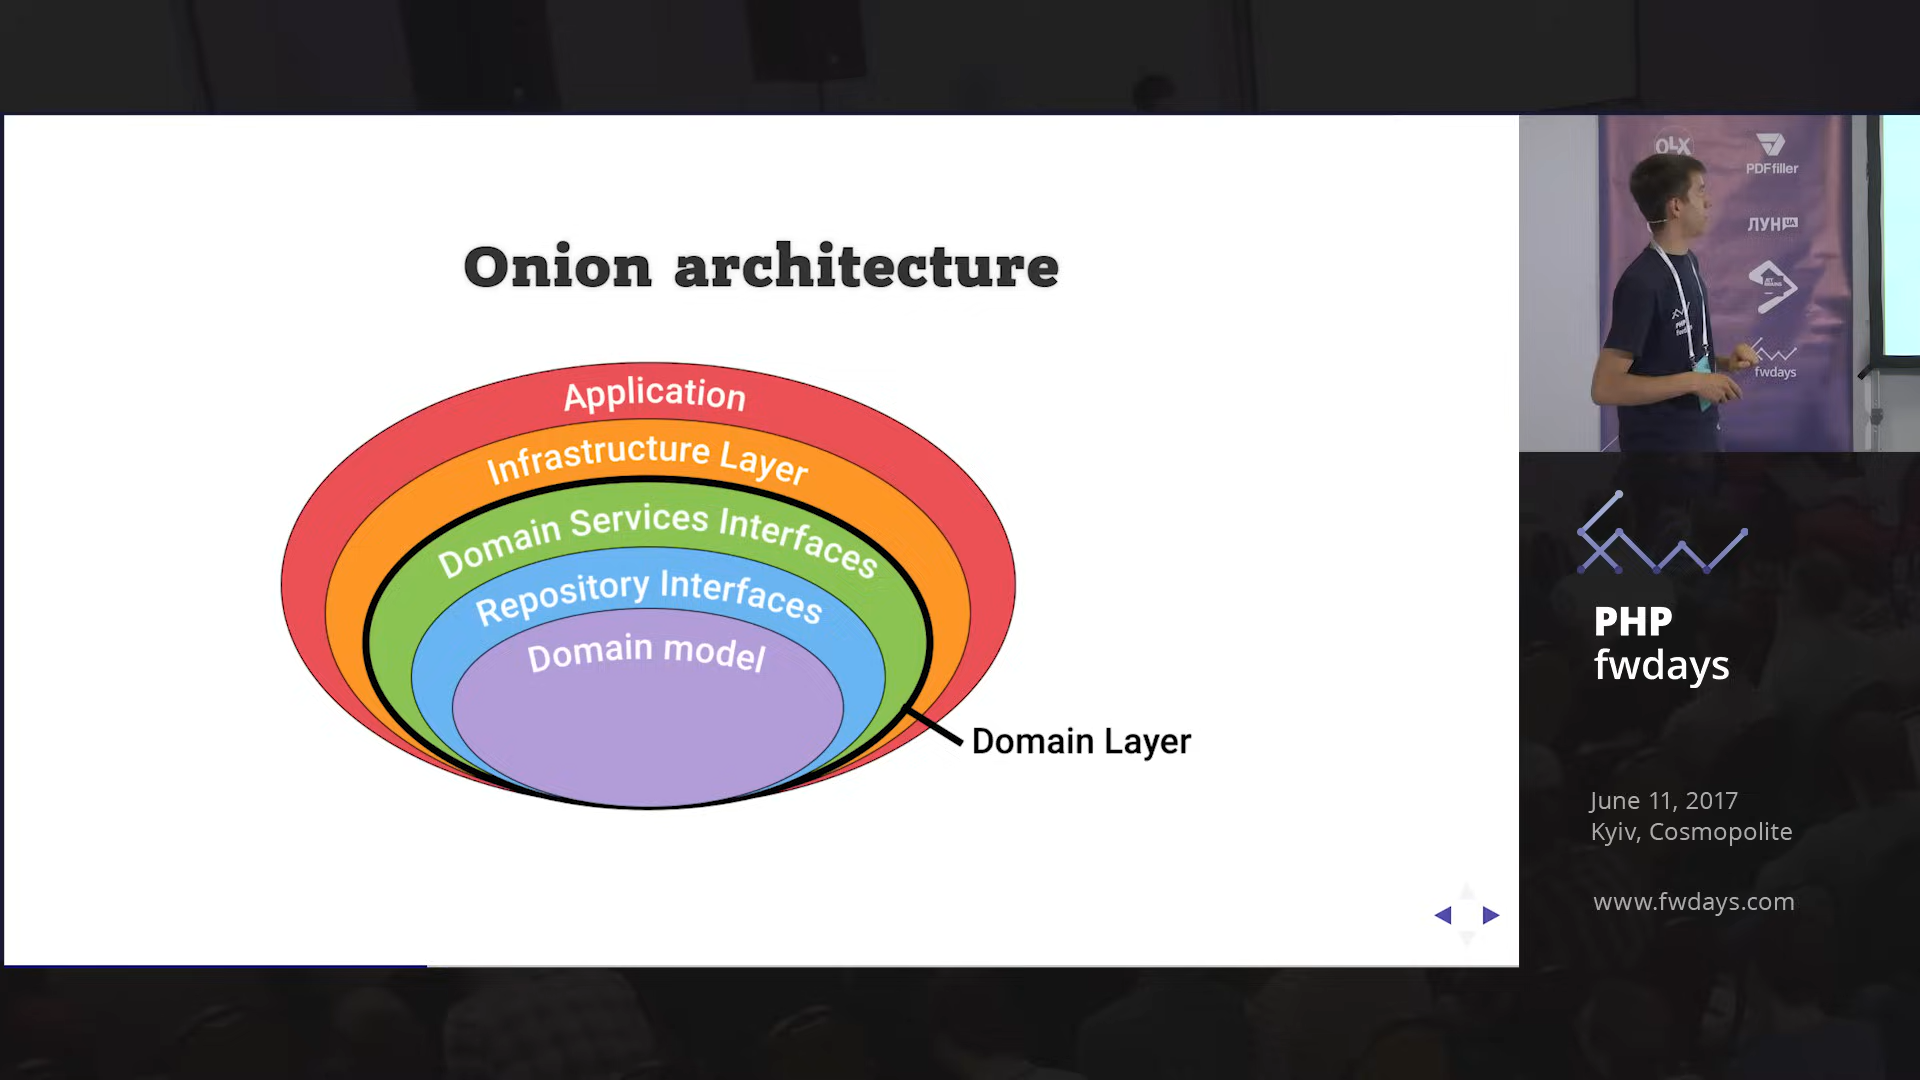 Onion architecture
Application
Infrastructure Layer
Domain Services Interfaces
Repository Interfaces
Domain model
Domain Layer
OLX
PDFfiller
ЛУН UA
fwdays
PHP
fwdays
June 11, 2017
Kyiv, Cosmopolite
www.fwdays.com